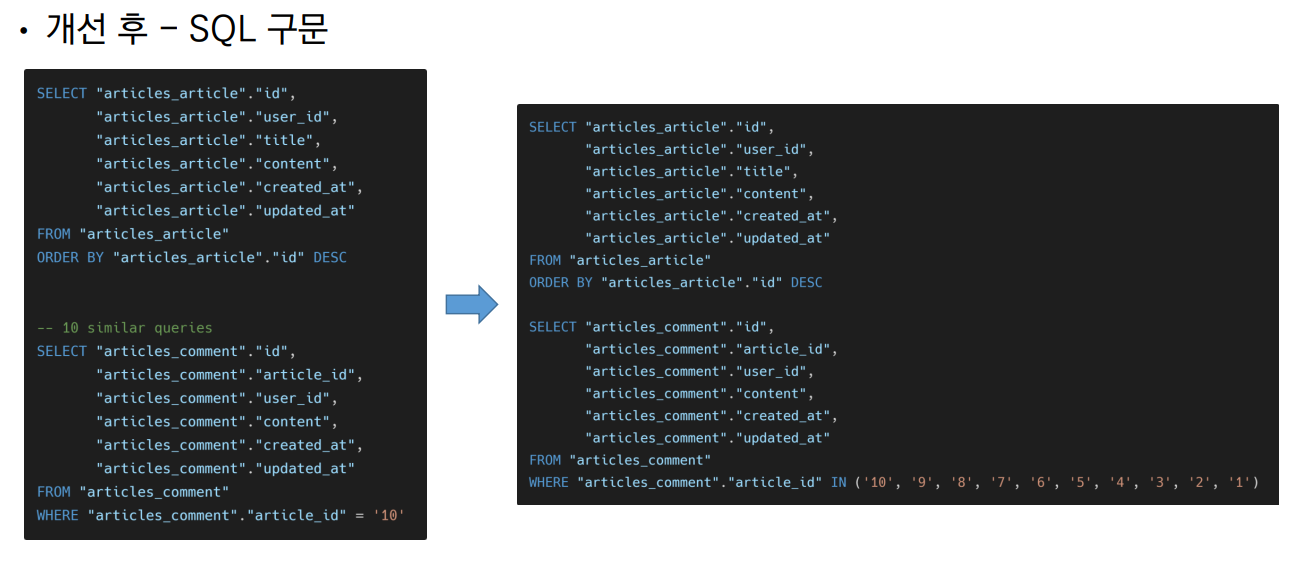 • 개선 후 – SQL 구문
SELECT "articles_article"."id",
"articles_article"."user_id",
"articles_article"."title",
"articles_article"."content",
"articles_article"."created_at",
"articles_article"."updated_at"
FROM "articles_article"
ORDER BY "articles_article"."id" DESC
-- 10 similar queries
SELECT "articles_comment"."id",
"articles_comment"."article_id",
"articles_comment"."user_id",
"articles_comment"."content",
"articles_comment"."created_at",
"articles_comment"."updated_at"
FROM "articles_comment"
WHERE "articles_comment"."article_id" = '10'
SELECT "articles_article"."id",
"articles_article"."user_id",
"articles_article"."title",
"articles_article"."content",
"articles_article"."created_at",
"articles_article"."updated_at"
FROM "articles_article"
ORDER BY "articles_article"."id" DESC
SELECT "articles_comment"."id",
"articles_comment"."article_id",
"articles_comment"."user_id",
"articles_comment"."content",
"articles_comment"."created_at",
"articles_comment"."updated_at"
FROM "articles_comment"
WHERE "articles_comment"."article_id" IN ('10', '9', '8', '7', '6', '5', '4', '3', '2', '1')